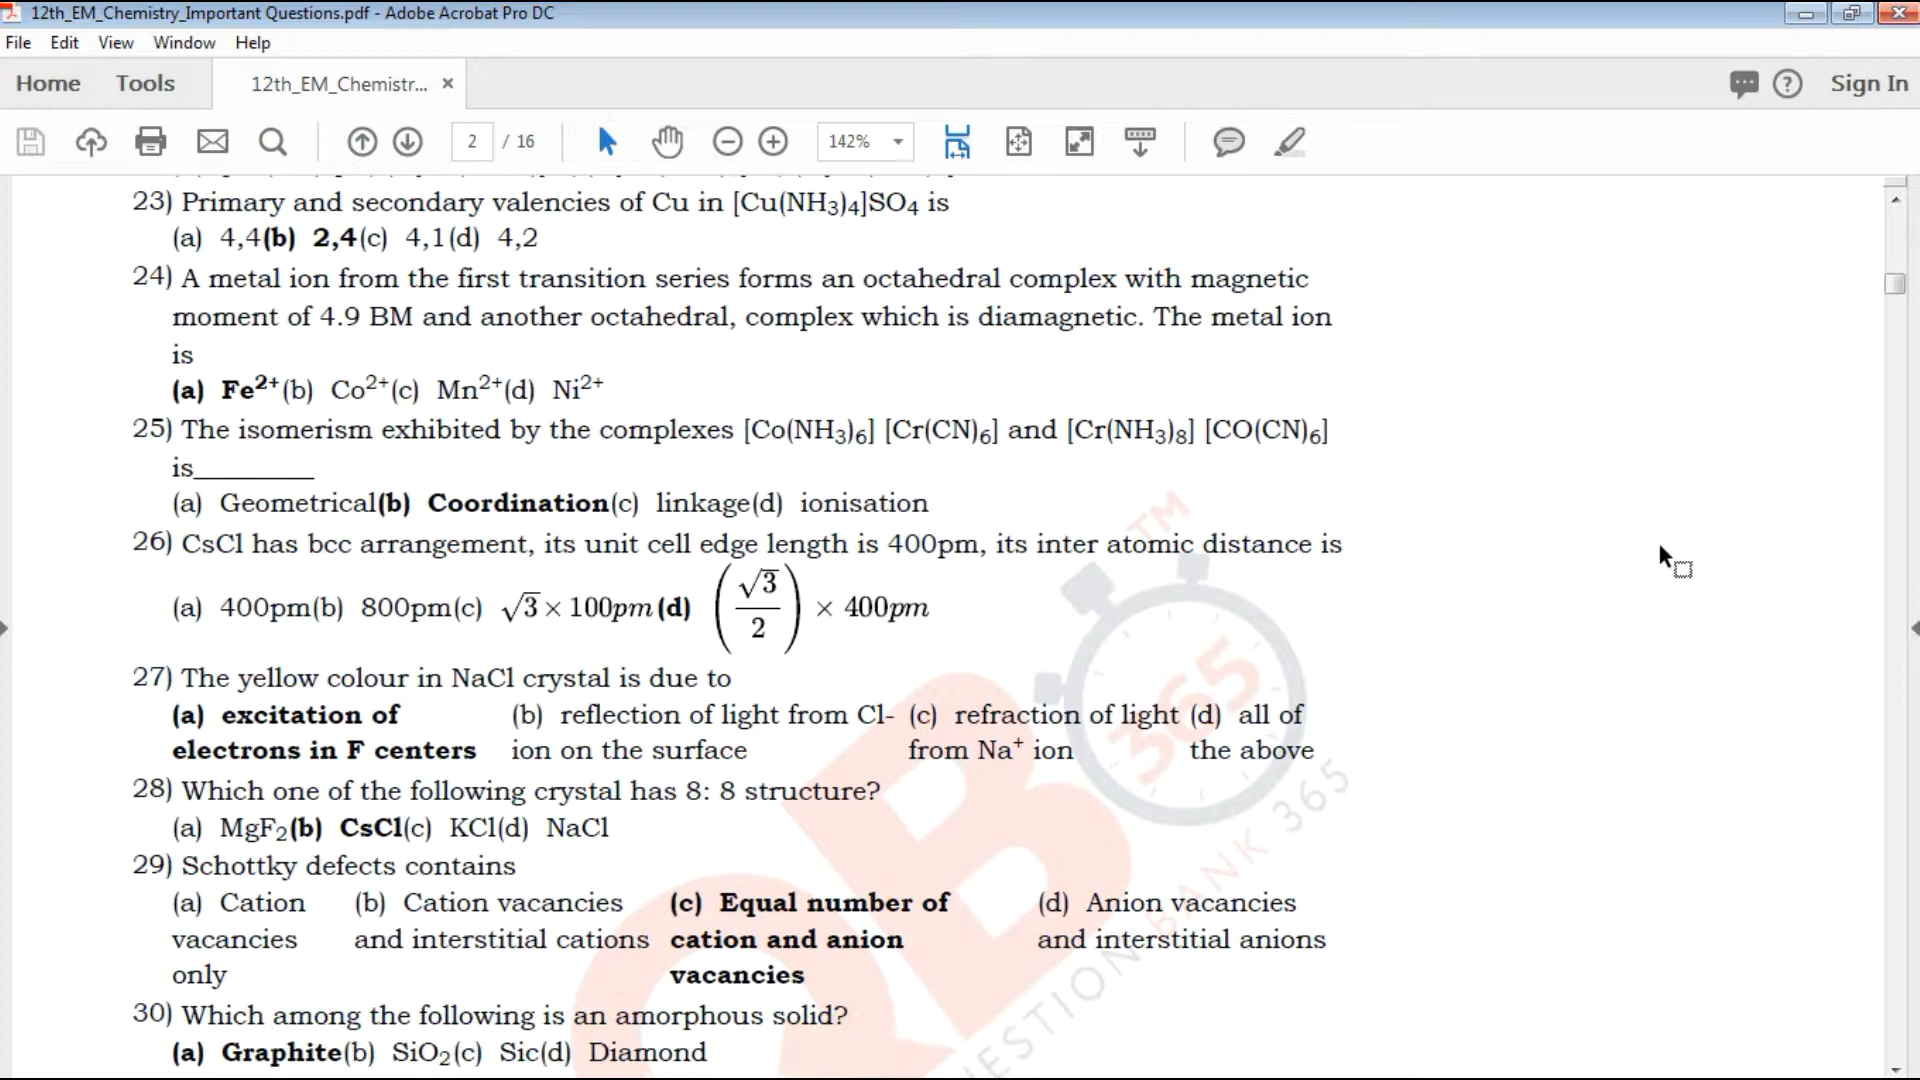 12th_EM_Chemistry_Important Questions.pdf - Adobe Acrobat Pro DC
File Edit View Window Help
Home Tools 12th_EM_Chemistr... × Sign In
2 / 16 142%
23) Primary and secondary valencies of Cu in [Cu(NH₃)₄]SO₄ is
(a) 4,4(b) 2,4(c) 4,1(d) 4,2
24) A metal ion from the first transition series forms an octahedral complex with magnetic
moment of 4.9 BM and another octahedral, complex which is diamagnetic. The metal ion
is
(a) Fe²⁺(b) Co²⁺(c) Mn²⁺(d) Ni²⁺
25) The isomerism exhibited by the complexes [Co(NH₃)₆] [Cr(CN)₆] and [Cr(NH₃)₈] [CO(CN)₆]
is_________
(a) Geometrical(b) Coordination(c) linkage(d) ionisation
26) CsCl has bcc arrangement, its unit cell edge length is 400pm, its inter atomic distance is
(a) 400pm(b) 800pm(c) √3 × 100pm(d) (√3/2) × 400pm
27) The yellow colour in NaCl crystal is due to
(a) excitation of (b) reflection of light from Cl- (c) refraction of light (d) all of
electrons in F centers ion on the surface from Na⁺ ion the above
28) Which one of the following crystal has 8: 8 structure?
(a) MgF₂(b) CsCl(c) KCl(d) NaCl
29) Schottky defects contains
(a) Cation (b) Cation vacancies (c) Equal number of (d) Anion vacancies
vacancies and interstitial cations cation and anion and interstitial anions
only vacancies
30) Which among the following is an amorphous solid?
(a) Graphite(b) SiO₂(c) Sic(d) Diamond
QB
365
TM
QUESTION BANK 365